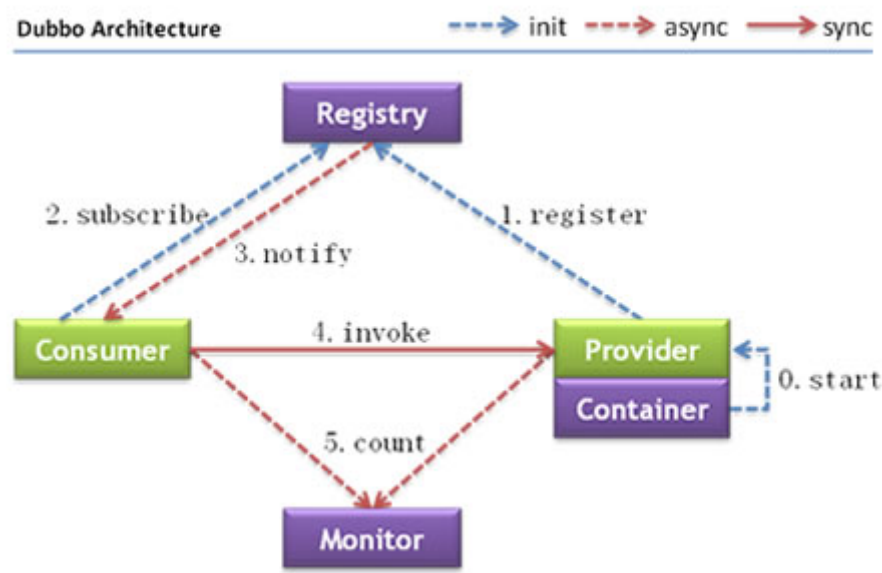 Dubbo Architecture
init
async
sync
Registry
2. subscribe
1. register
3. notify
Consumer
4. invoke
Provider
0. start
Container
5. count
Monitor